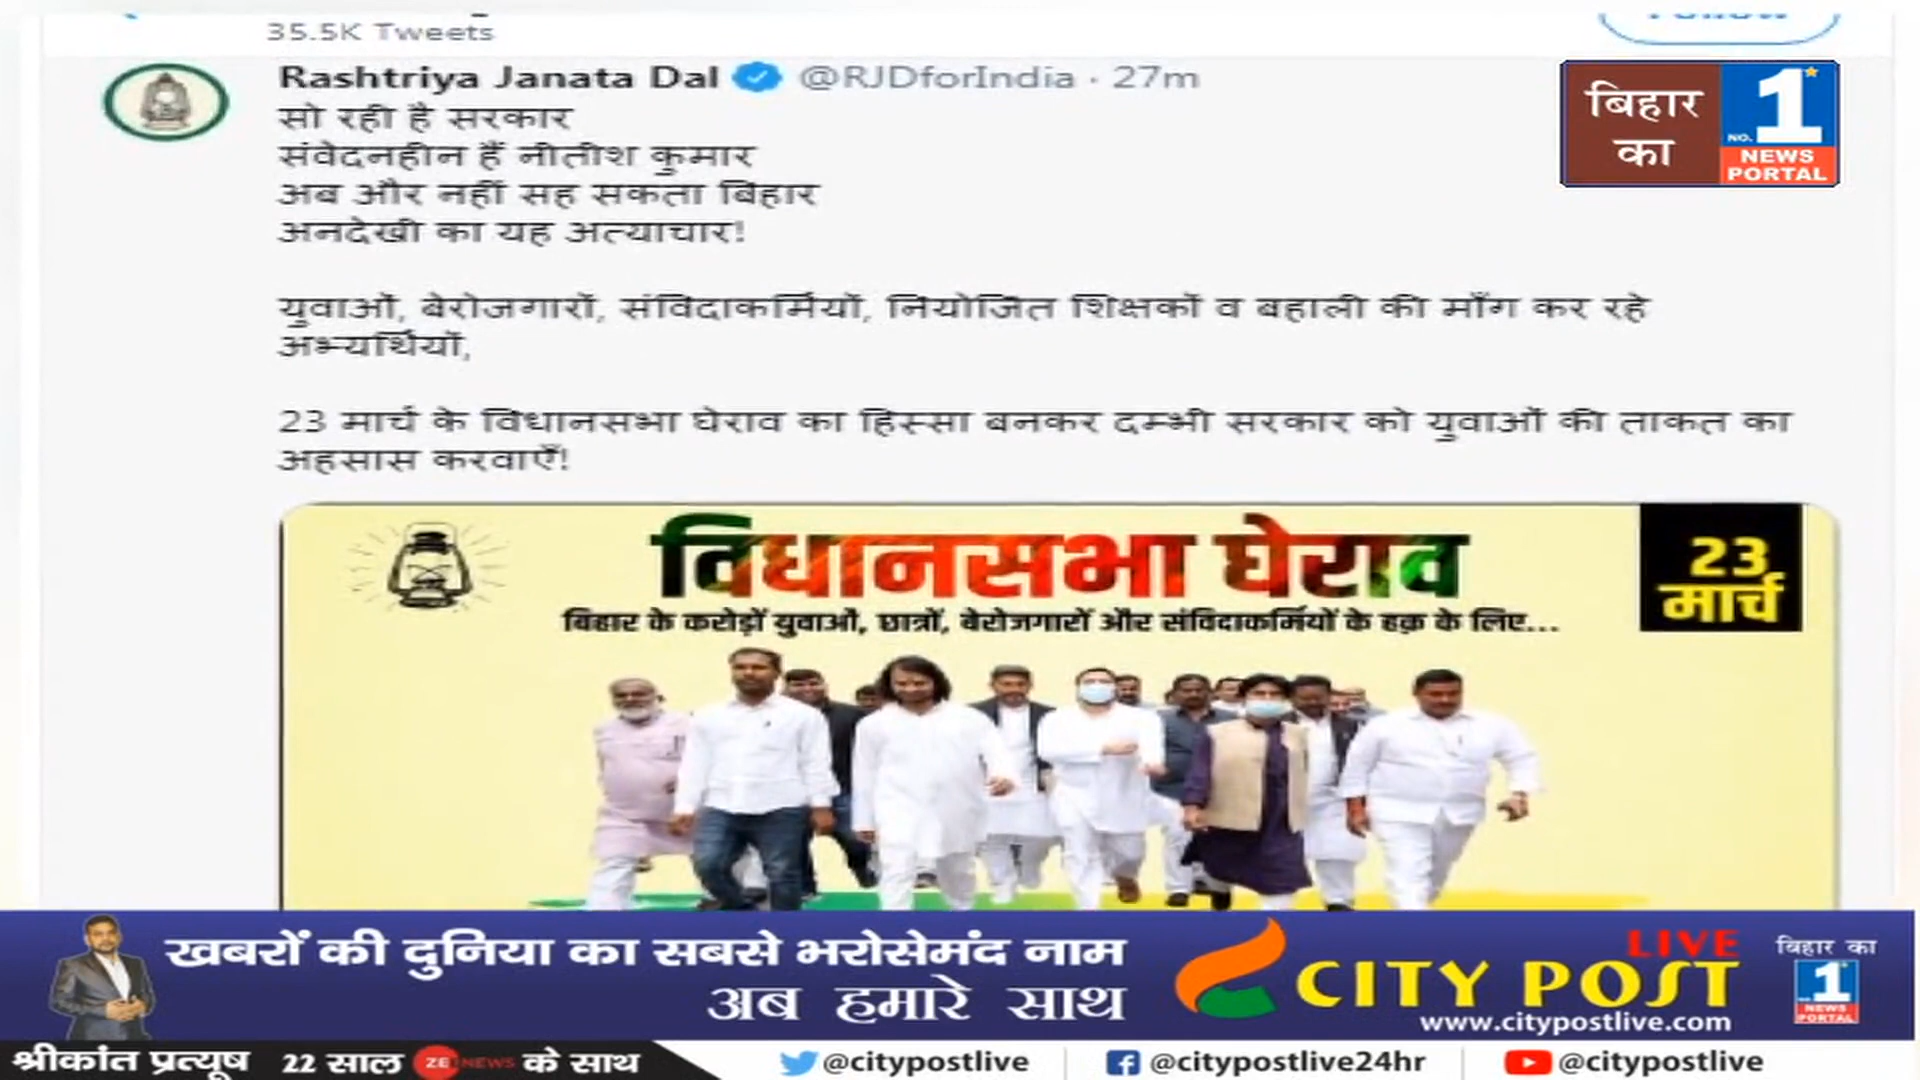 35.5K Tweets
Rashtriya Janata Dal @RJDforIndia · 27m
सो रही है सरकार
संवेदनहीन हैं नीतीश कुमार
अब और नहीं सह सकता बिहार
अनदेखी का यह अत्याचार!
युवाओं, बेरोजगारों, संविदाकर्मियों, नियोजित शिक्षकों व बहाली की माँग कर रहे
अभ्यर्थियों,
23 मार्च के विधानसभा घेराव का हिस्सा बनकर दम्भी सरकार को युवाओं की ताकत का
अहसास करवाएँ!
बिहार
का
NO. 1
NEWS
PORTAL
विधानसभा घेराव
23
मार्च
बिहार के करोड़ों युवाओं, छात्रों, बेरोजगारों और संविदाकर्मियों के हक़ के लिए...
खबरों की दुनिया का सबसे भरोसेमंद नाम
अब हमारे साथ
LIVE
CITY POST
www.citypostlive.com
बिहार का
1
NEWS
PORTAL
श्रीकांत प्रत्यूष 22 साल ZEE NEWS के साथ
@citypostlive
@citypostlive24hr
@citypostlive